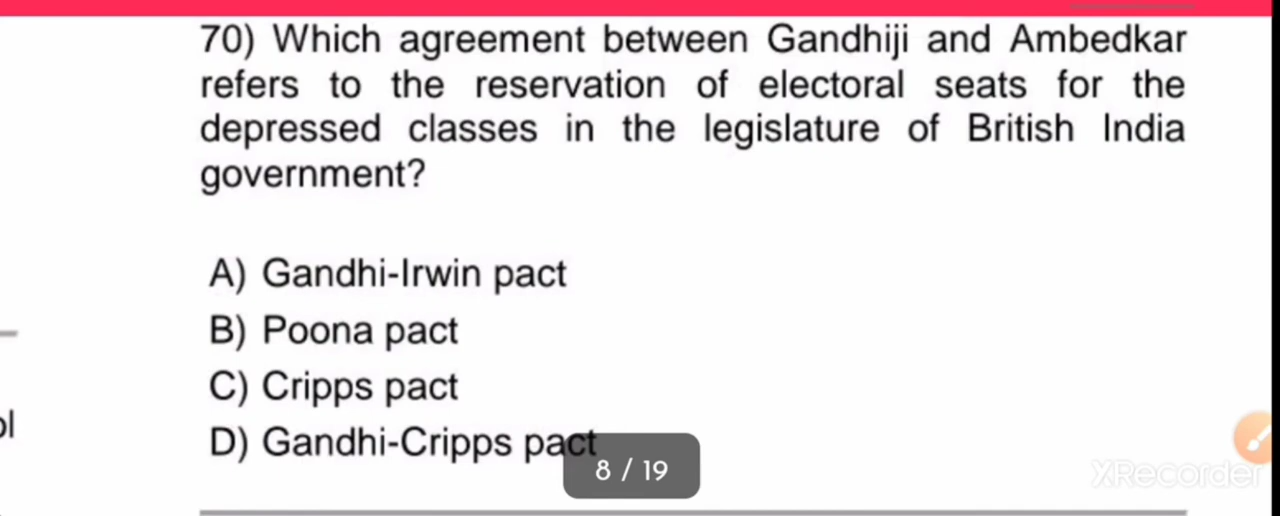 70) Which agreement between Gandhiji and Ambedkar
refers to the reservation of electoral seats for the
depressed classes in the legislature of British India
government?
A) Gandhi-Irwin pact
B) Poona pact
C) Cripps pact
ol
D) Gandhi-Cripps pact
8 / 19
XRecorder